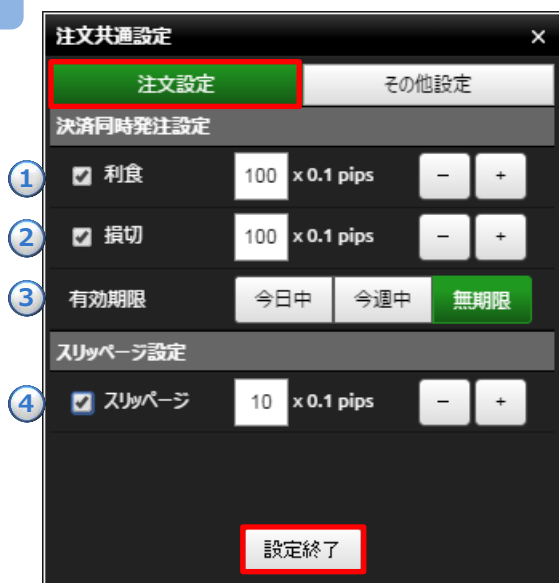 注文共通設定 ×
注文設定 その他設定
決済同時発注設定
1 利食 100 x 0.1 pips － +
2 損切 100 x 0.1 pips － +
3 有効期限 今日中 今週中 無期限
スリッページ設定
4 スリッページ 10 x 0.1 pips － +
設定終了